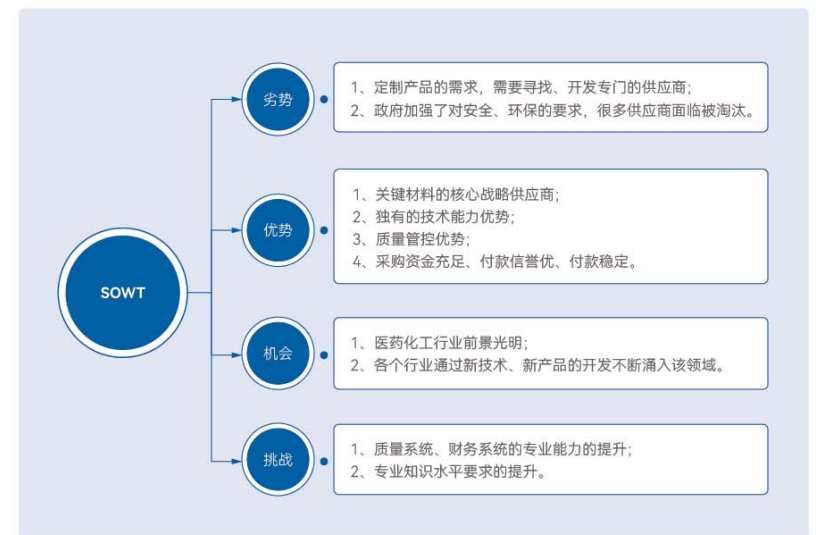 SOWT
劣势
1、定制产品的需求，需要寻找、开发专门的供应商；
2、政府加强了对安全、环保的要求，很多供应商面临被淘汰。
优势
1、关键材料的核心战略供应商；
2、独有的技术能力优势；
3、质量管控优势；
4、采购资金充足、付款信誉优、付款稳定。
机会
1、医药化工行业前景光明；
2、各个行业通过新技术、新产品的开发不断涌入该领域。
挑战
1、质量系统、财务系统的专业能力的提升；
2、专业知识水平要求的提升。